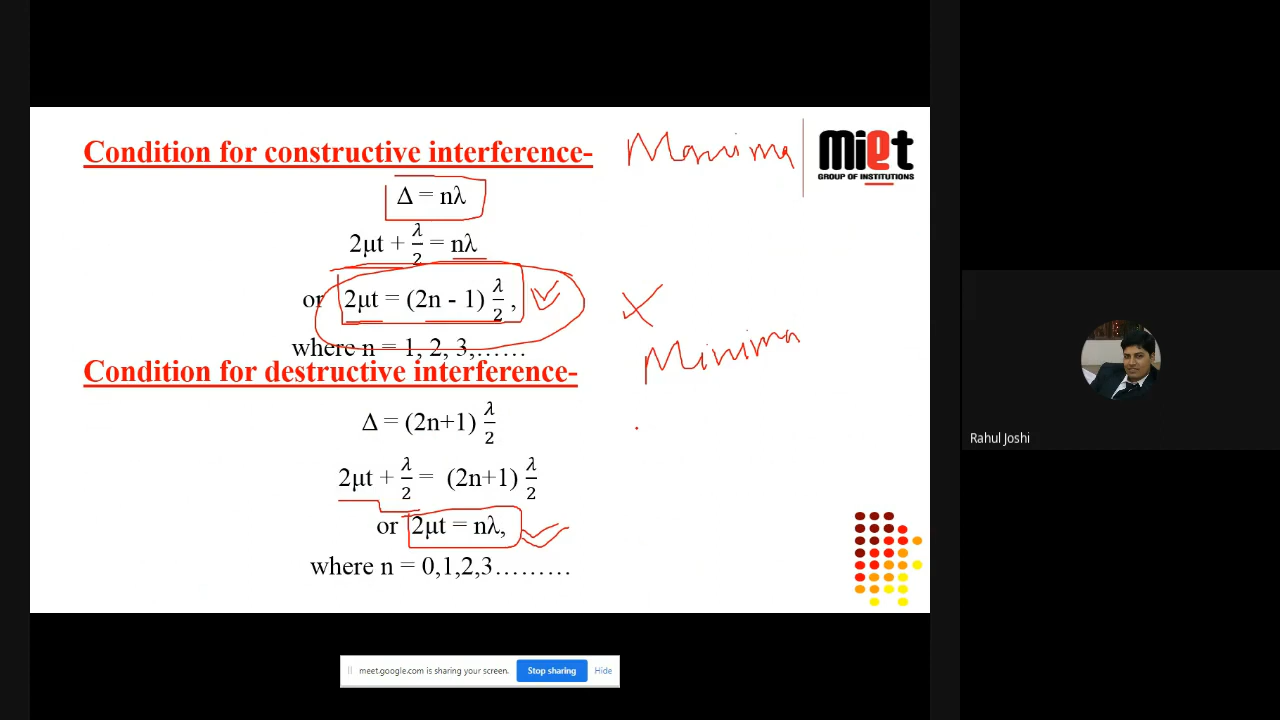 Condition for constructive interference-
Maxima
miet
GROUP OF INSTITUTIONS
Δ = nλ
2μt + λ/2 = nλ
or 2μt = (2n - 1) λ/2 ,
where n = 1, 2, 3,......
Minima
Condition for destructive interference-
Δ = (2n+1) λ/2
2μt + λ/2 = (2n+1) λ/2
or 2μt = nλ,
where n = 0,1,2,3.........
Rahul Joshi
meet.google.com is sharing your screen.
Stop sharing
Hide